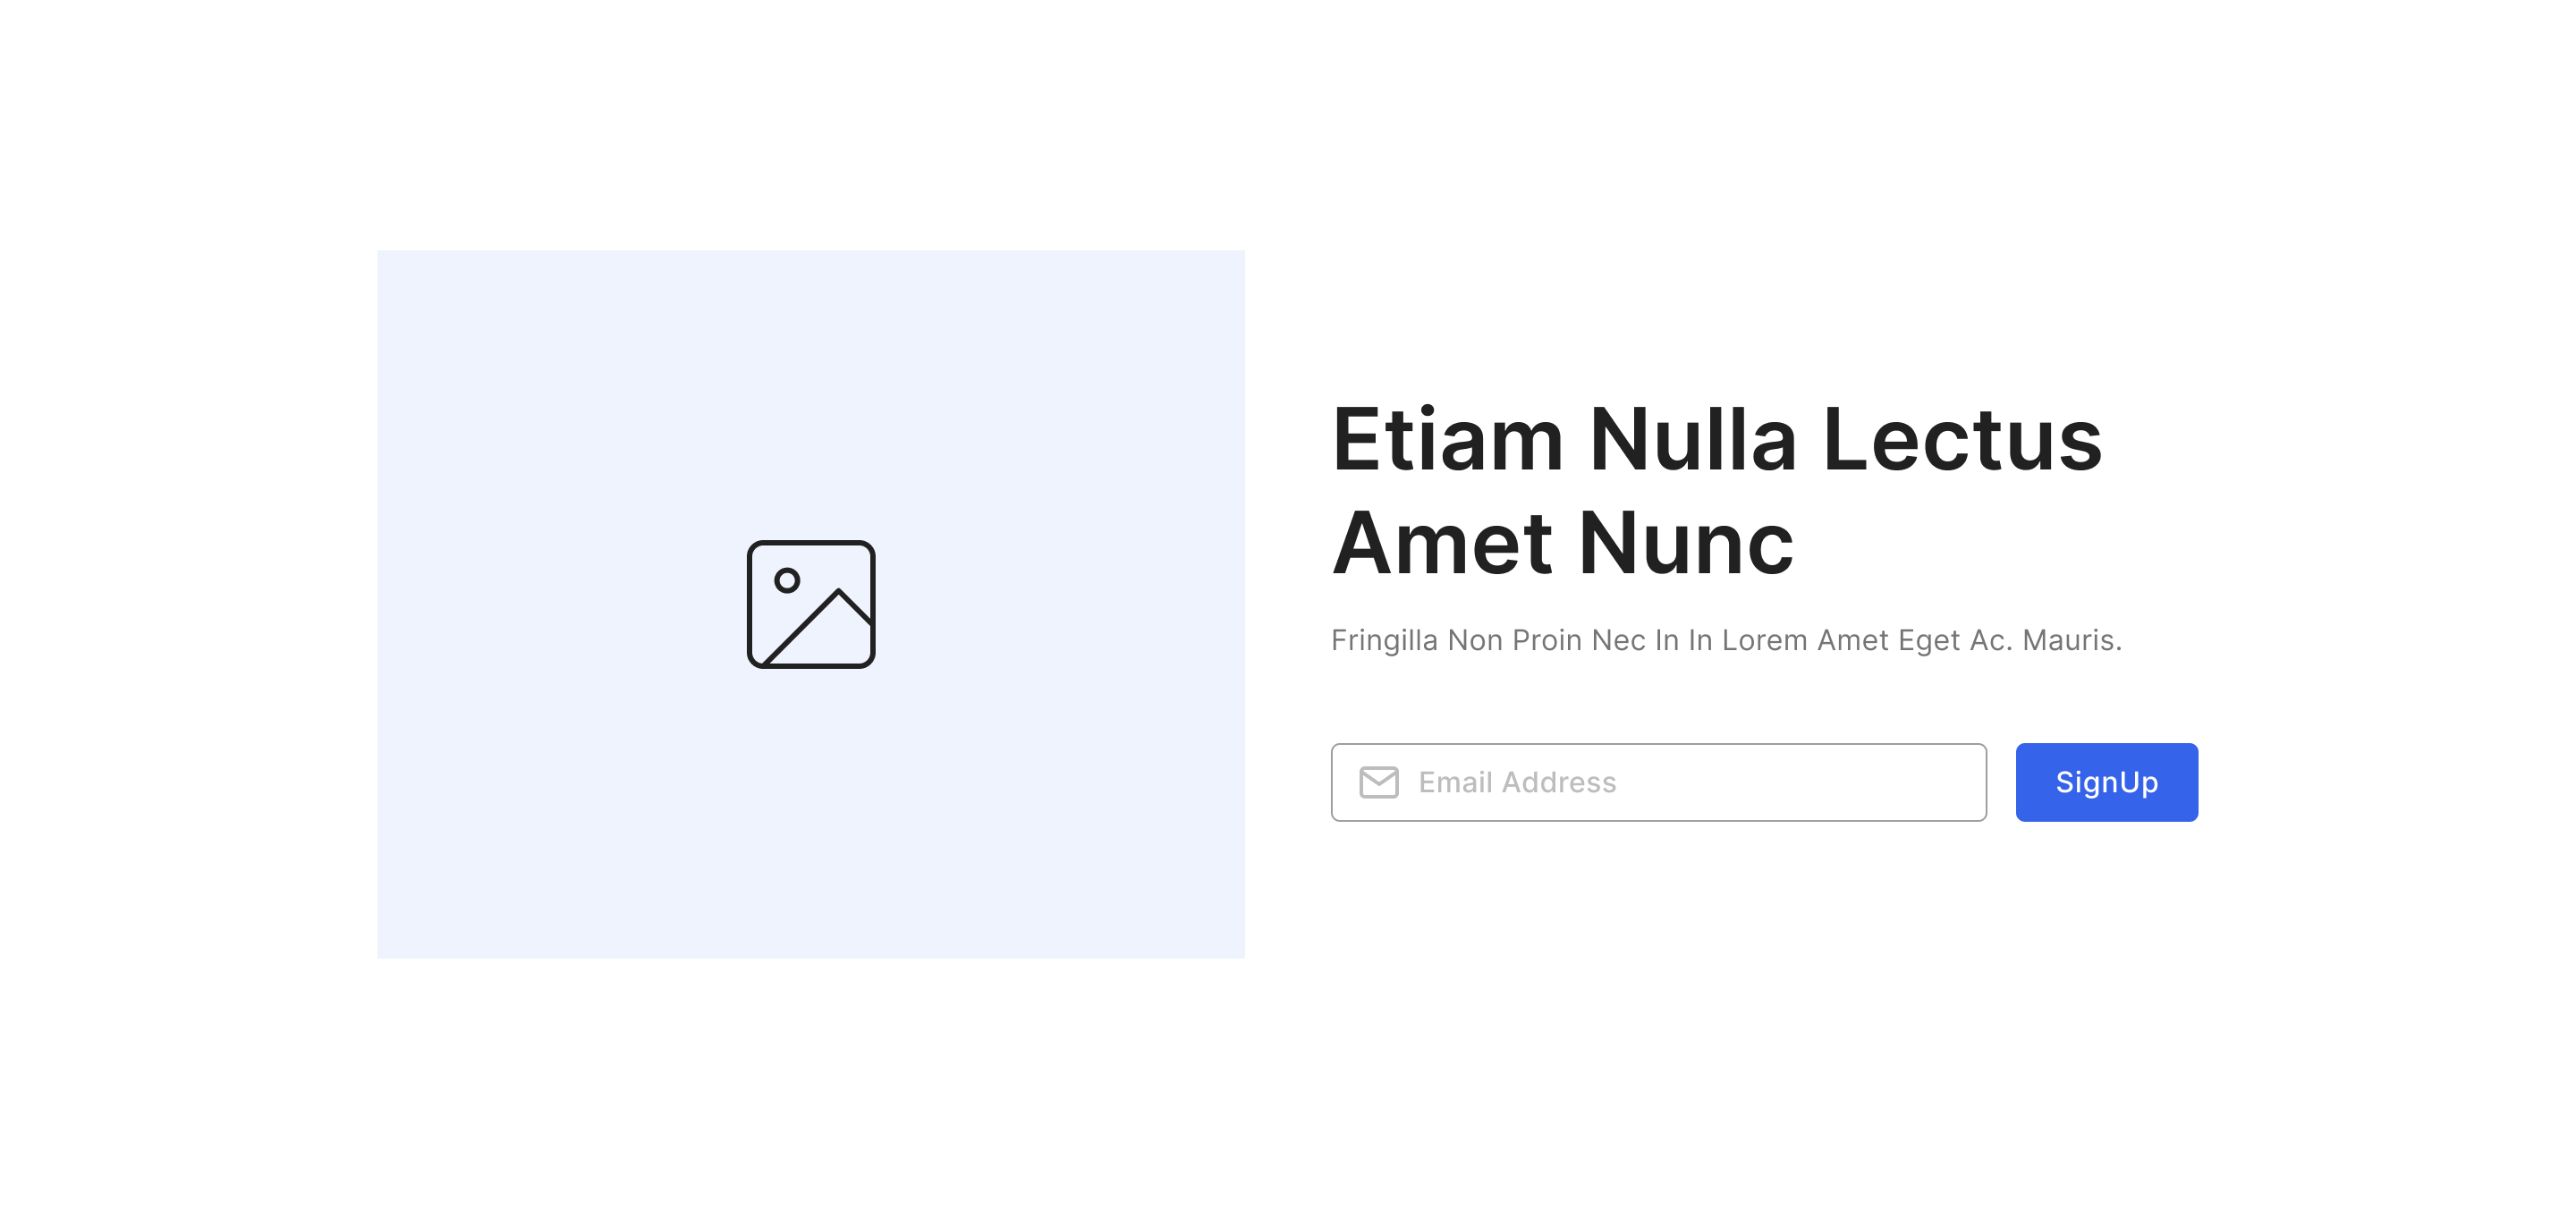 Etiam Nulla Lectus
Amet Nunc
Fringilla Non Proin Nec In In Lorem Amet Eget Ac. Mauris.
Email Address
SignUp